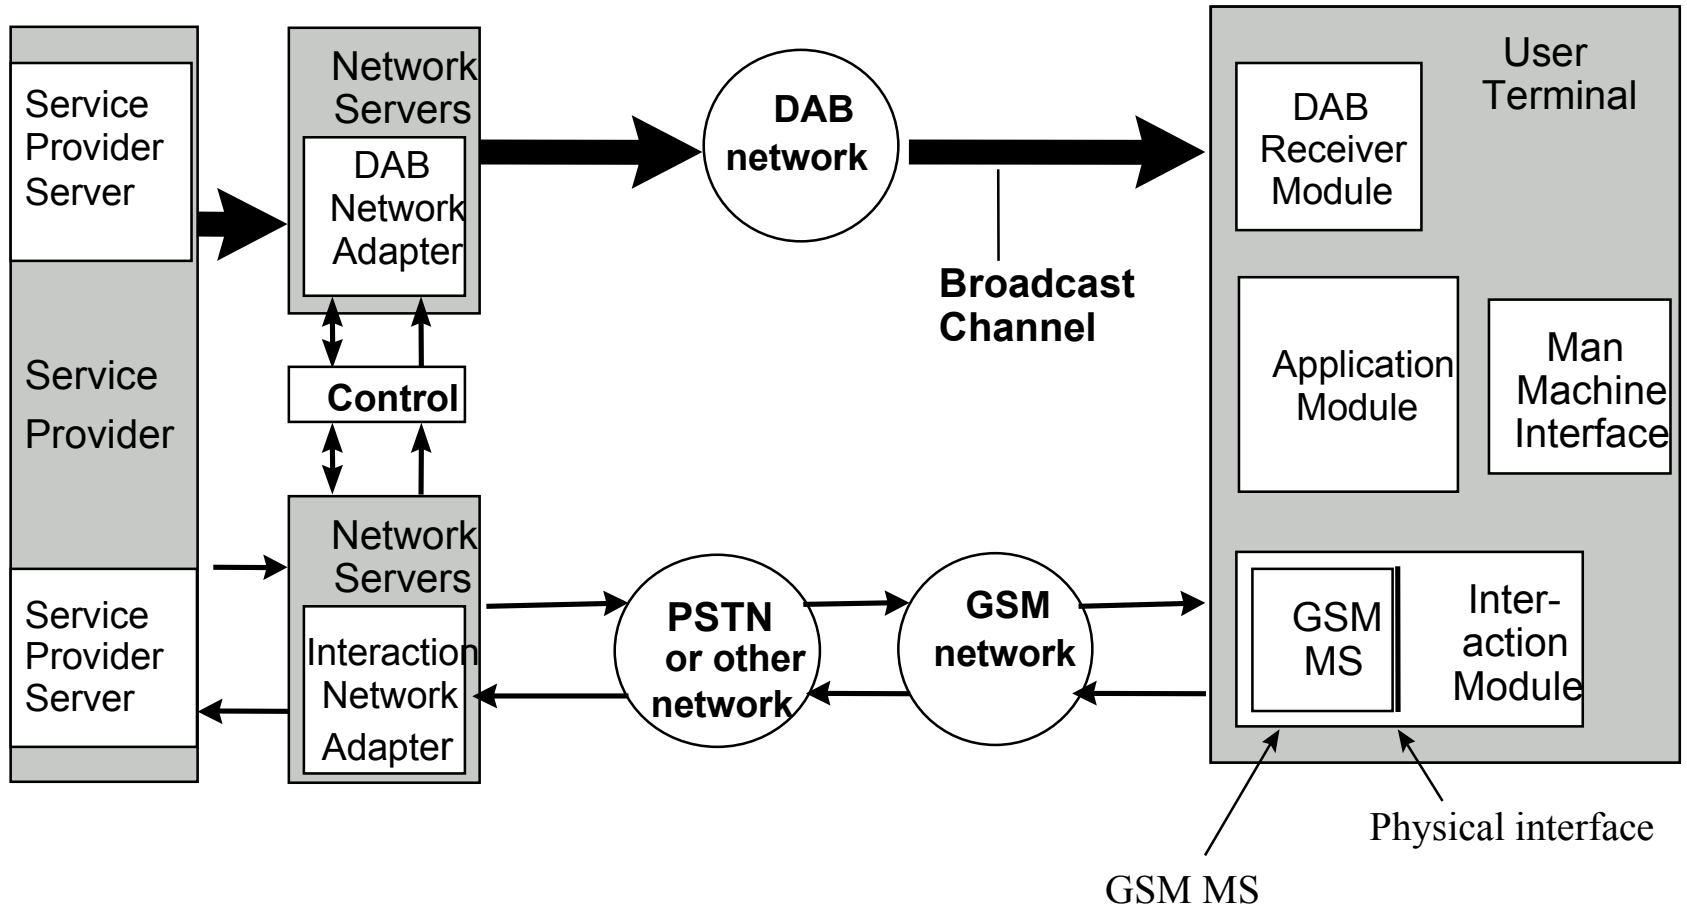 Service
Provider
Server
Service
Provider
Service
Provider
Server
Network
Servers
DAB
Network
Adapter
Control
Network
Servers
Interaction
Network
Adapter
DAB
network
Broadcast
Channel
PSTN
or other
network
GSM
network
User
Terminal
DAB
Receiver
Module
Application
Module
Man
Machine
Interface
GSM
MS
Inter-
action
Module
Physical interface
GSM MS